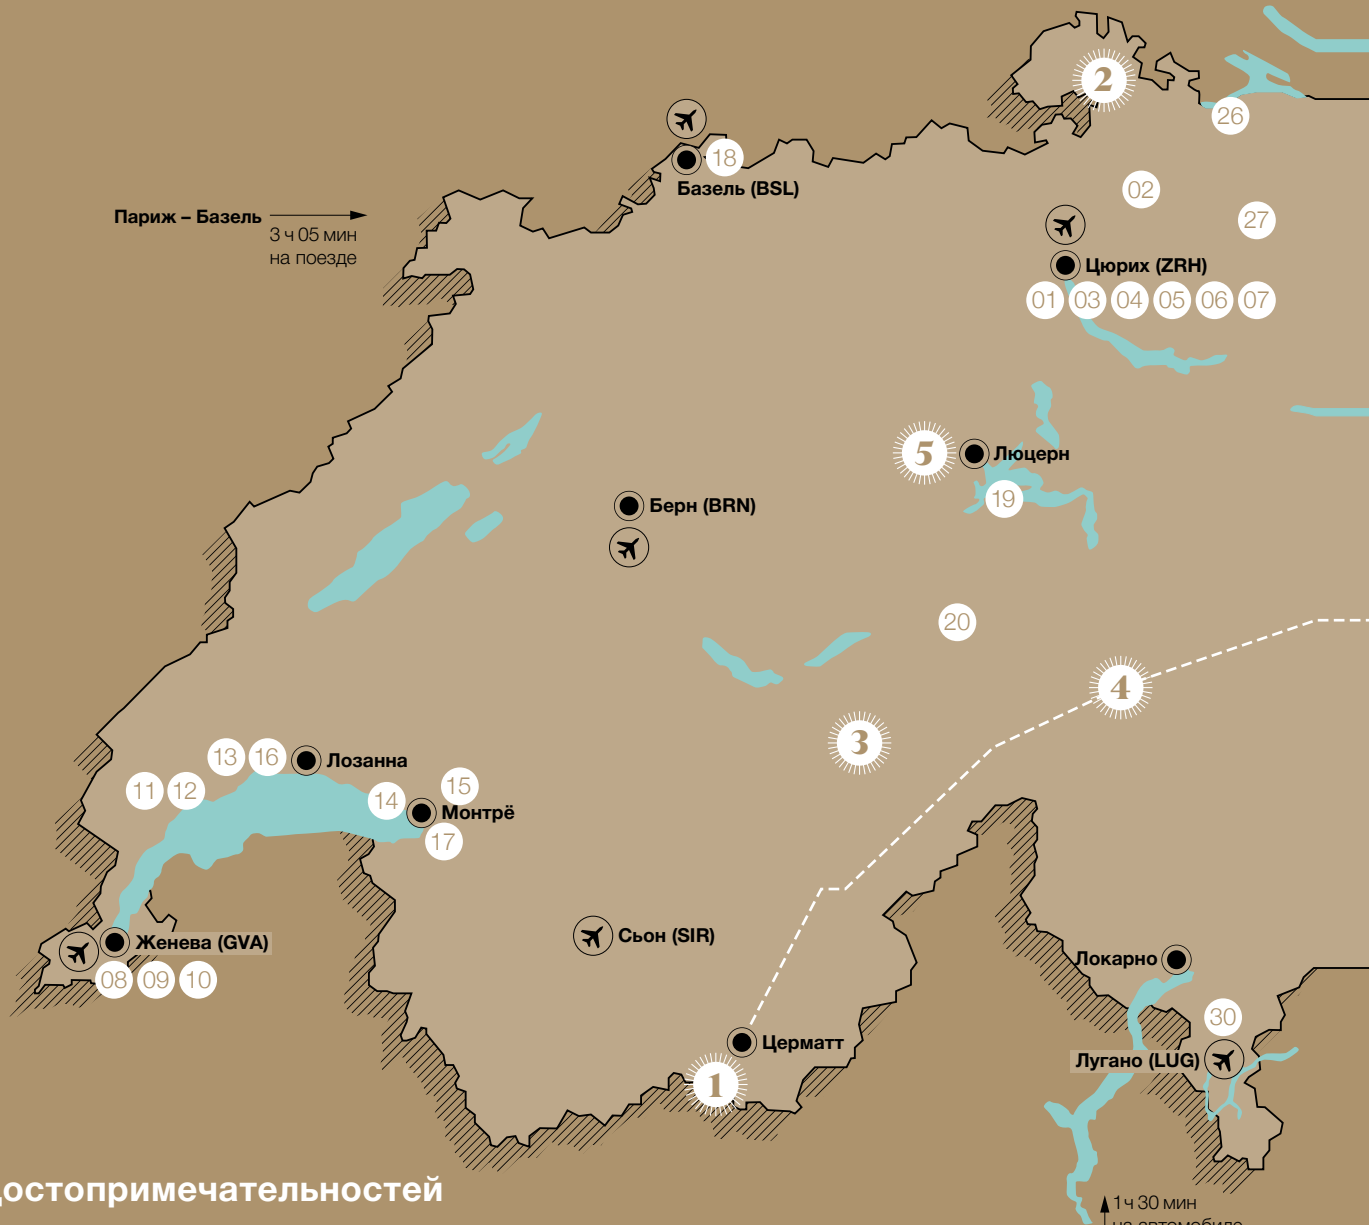 2
26
18
Базель (BSL)
02
Париж – Базель
3 ч 05 мин
на поезде
27
Цюрих (ZRH)
01 03 04 05 06 07
5
Люцерн
19
Берн (BRN)
20
4
3
13 16
Лозанна
11 12
14
15
Монтрё
17
Сьон (SIR)
Женева (GVA)
08 09 10
Локарно
30
Церматт
Лугано (LUG)
1
достопримечательностей
1 ч 30 мин
на автомобиле